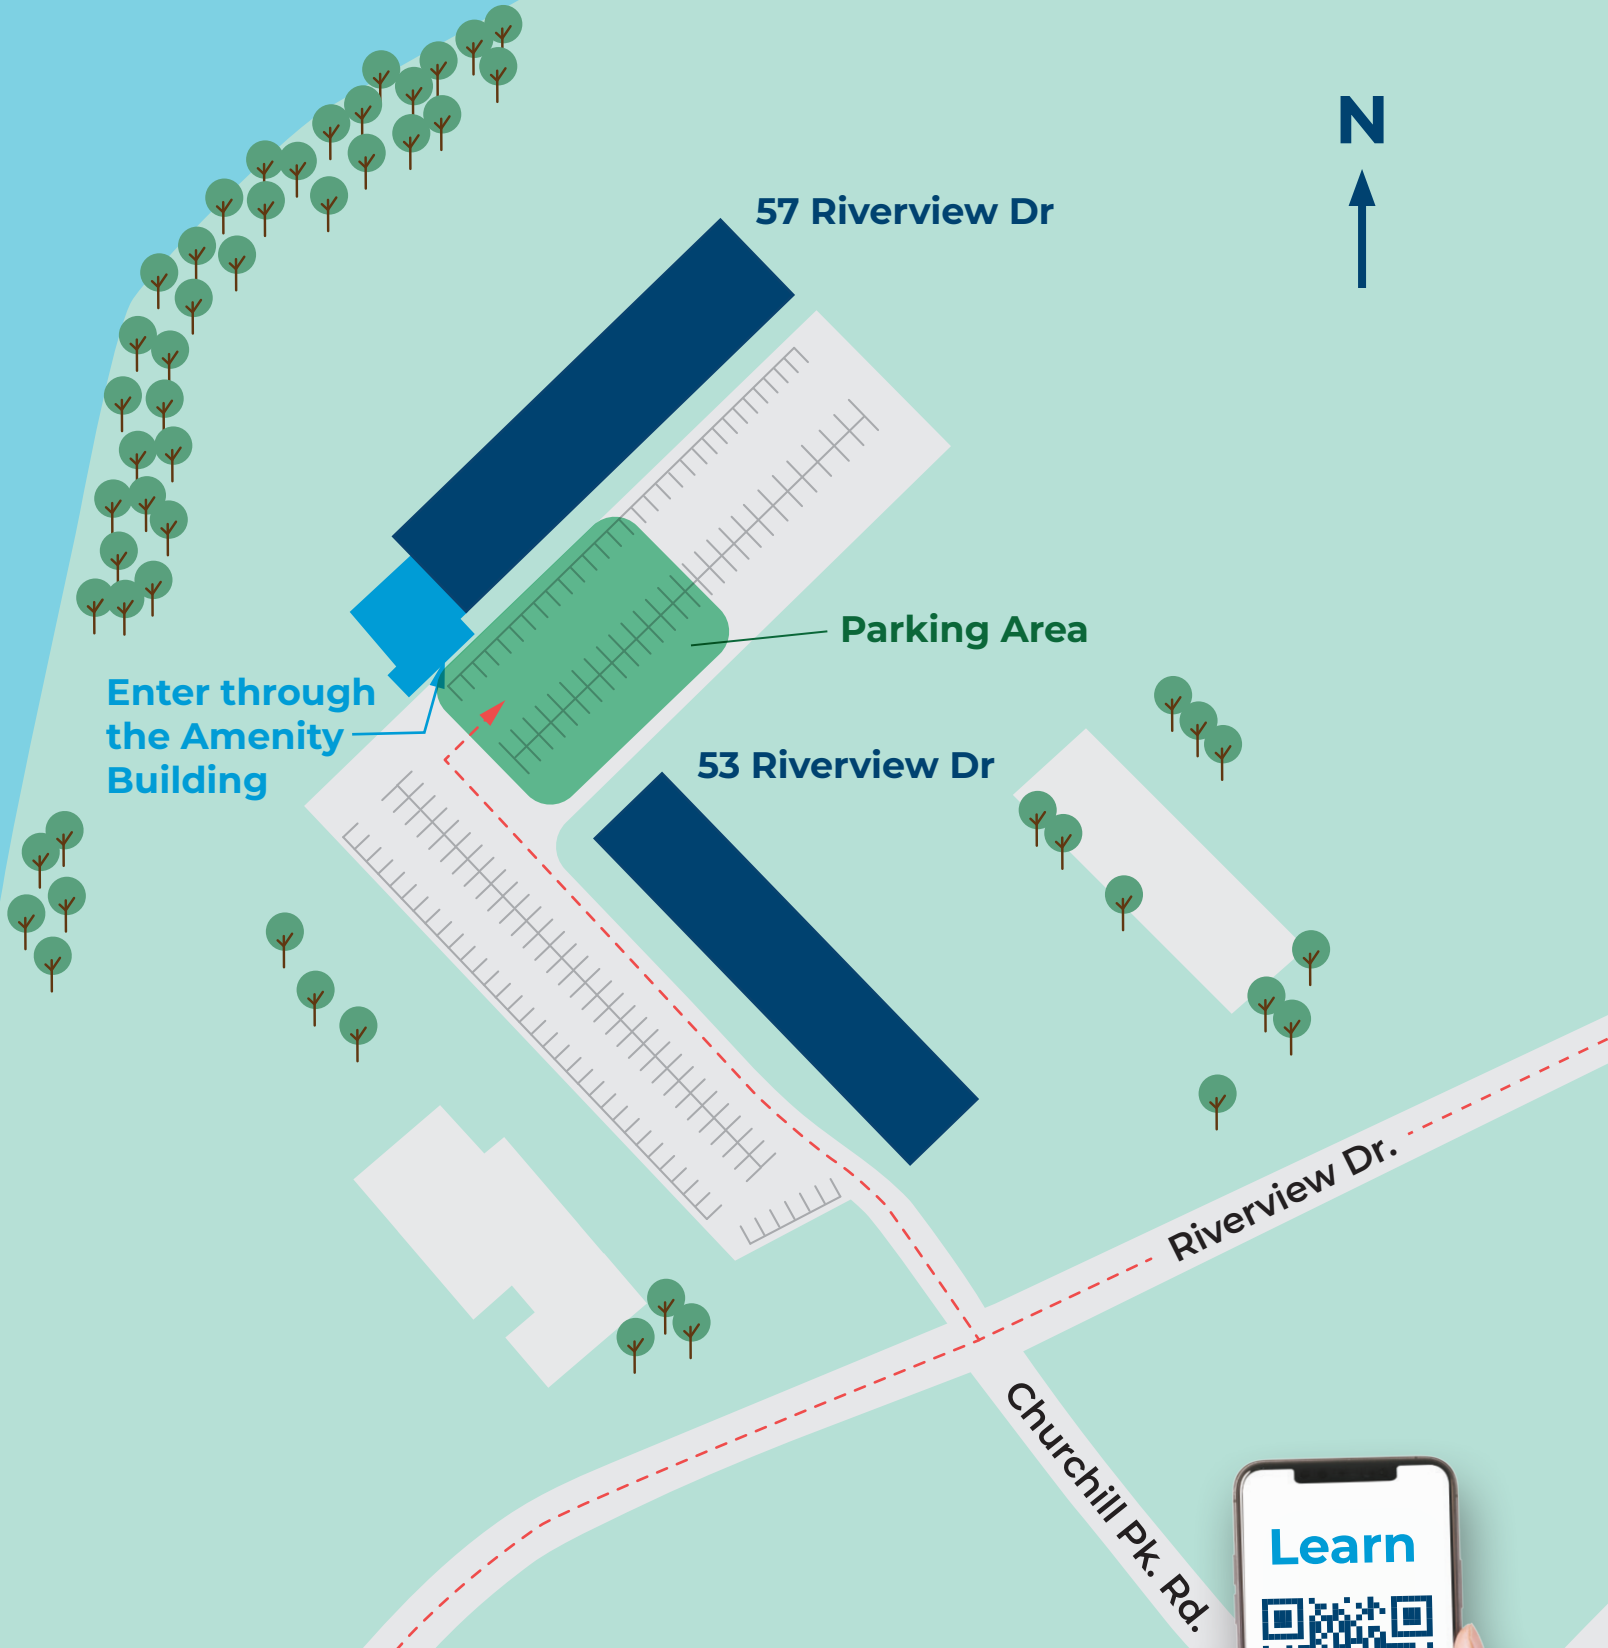 N
57 Riverview Dr
Parking Area
Enter through
the Amenity
Building
53 Riverview Dr
Riverview Dr.
Churchill Pk. Rd.
Learn